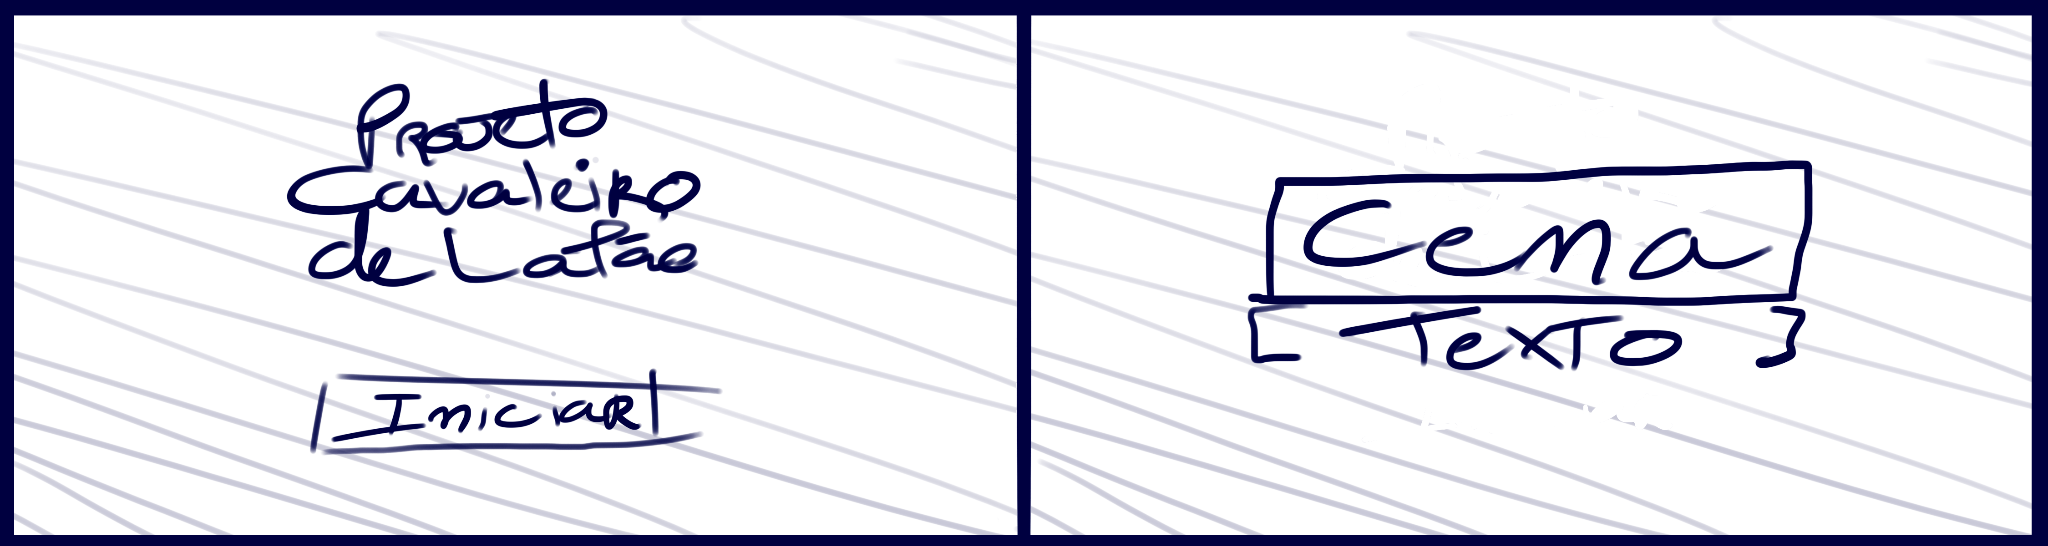 Projeto
Cavaleiro
de Latão
Iniciar
Cena
[ Texto ]